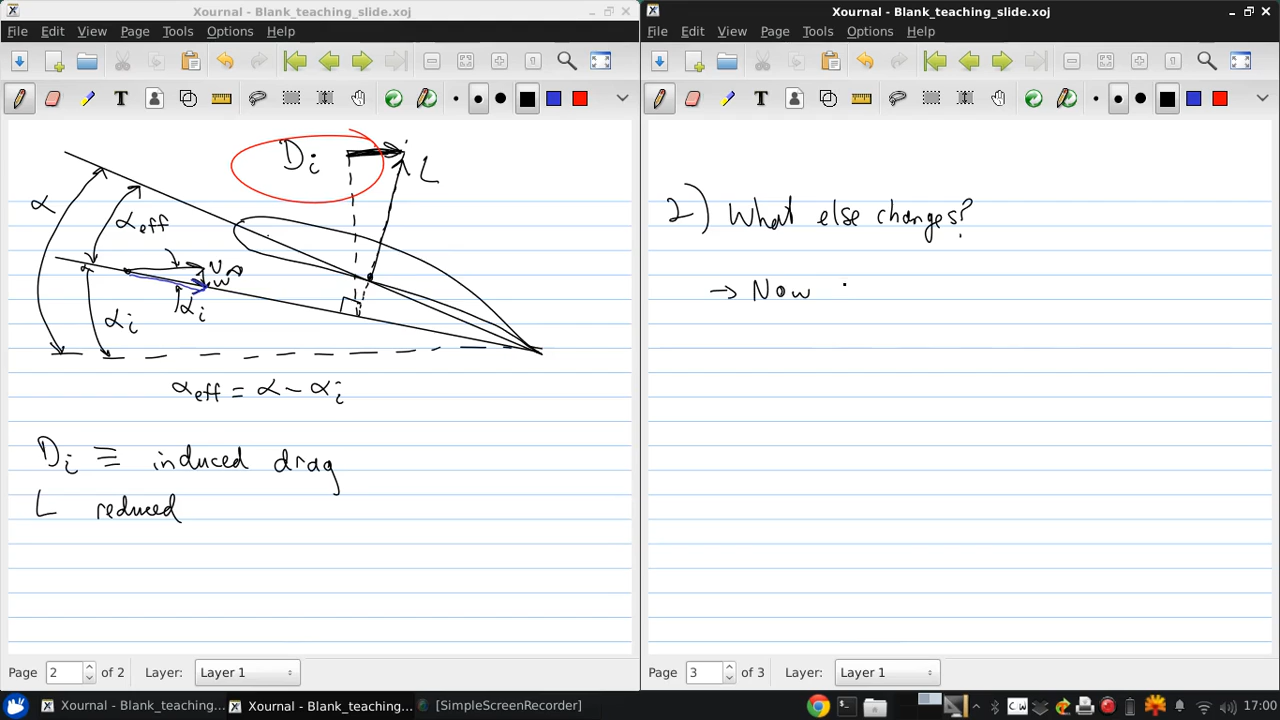 Xournal - Blank_teaching_slide.xoj
File Edit View Page Tools Options Help
Di
L
α
αeff
V
w
αi
αi
αeff = α - αi
Di ≡ induced drag
L reduced
Page 2 of 2 Layer: Layer 1
Xournal - Blank_teaching_slide.xoj
File Edit View Page Tools Options Help
2) What else changes?
→ Now
Page 3 of 3 Layer: Layer 1
Xournal - Blank_teaching... Xournal - Blank_teaching... [SimpleScreenRecorder] 17:00